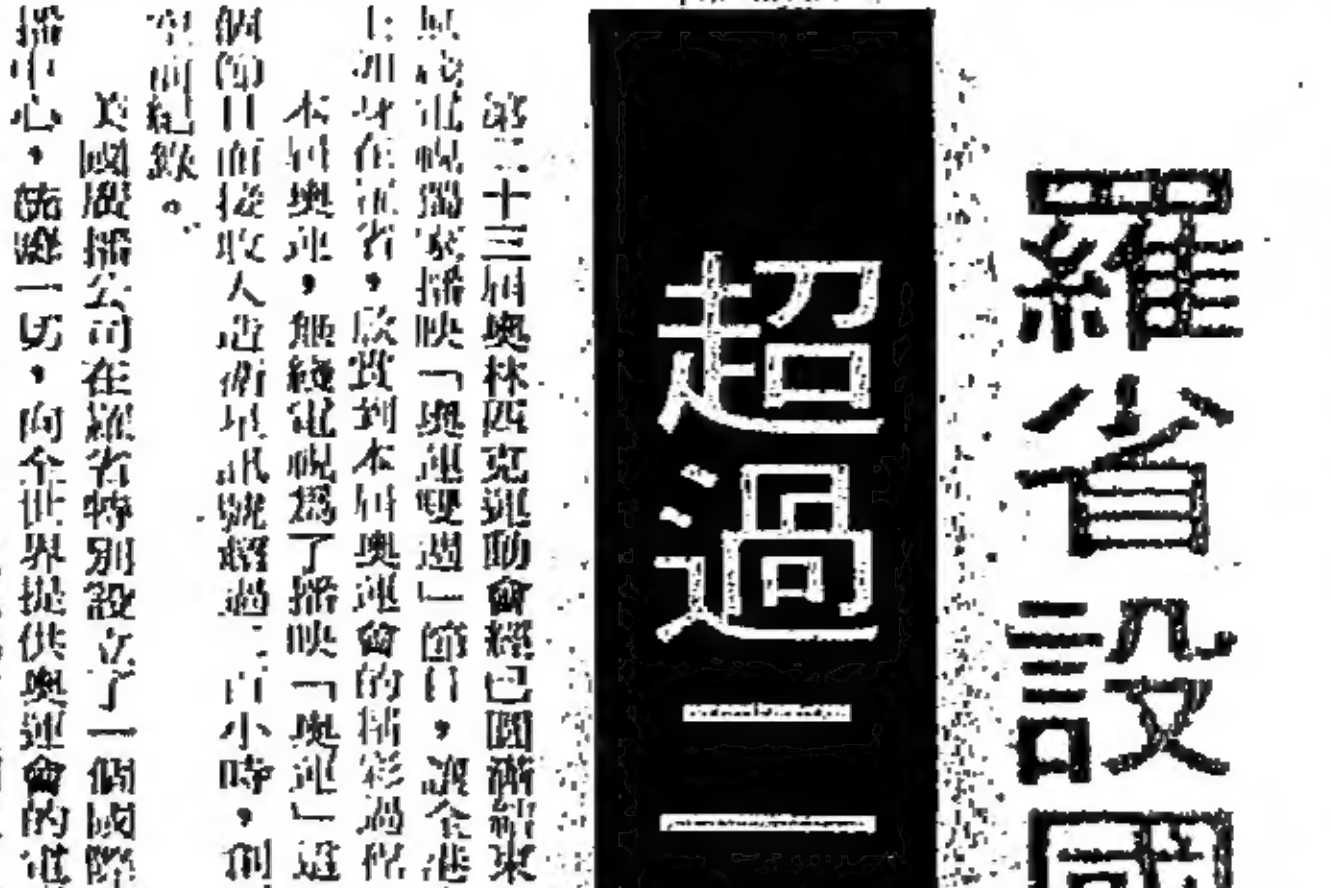 羅省設國
超過二
第二十三屆奧林匹克運動會經已圓滿結束
無綫電視獨家播映「奧運雙週」節目,讓全港
身在羅省,欣賞到本屆奧運會的精彩過程
本屆奧運,無綫電視為了播映「奧運」這
個節目而接收人造衛星訊號超過二百小時,創
空前紀錄。
美國廣播公司在羅省特別設立了一個國際
播中心,統籌一切,向全世界提供奧運會的電